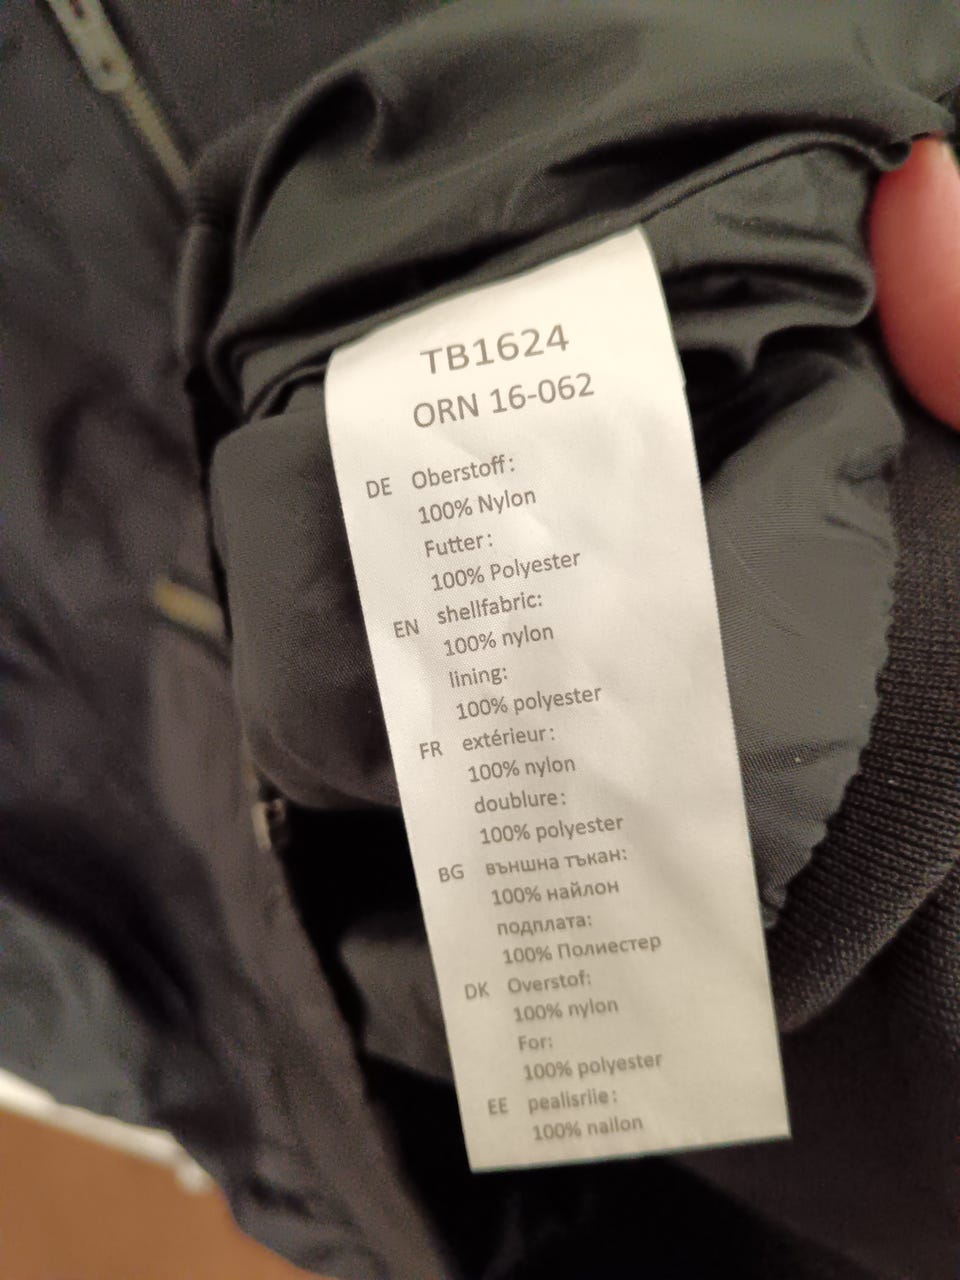 TB1624
ORN 16-062
DE Oberstoff:
100% Nylon
Futter:
100% Polyester
EN shellfabric:
100% nylon
lining:
100% polyester
FR extérieur:
100% nylon
doublure:
100% polyester
BG външна тъкан:
100% найлон
подплата:
100% Полиестер
DK Overstof:
100% nylon
For:
100% polyester
EE pealisriie:
100% nailon